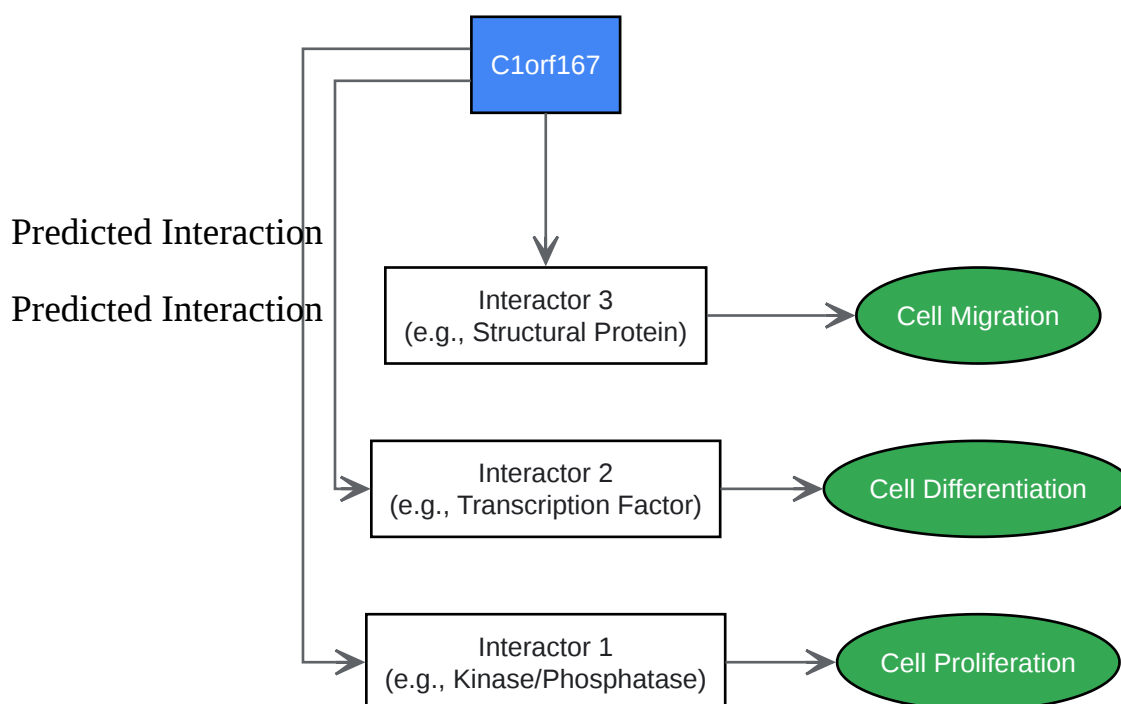 C1orf167
Predicted Interaction
Predicted Interaction
Interactor 3
(e.g., Structural Protein)
Cell Migration
Interactor 2
(e.g., Transcription Factor)
Cell Differentiation
Interactor 1
(e.g., Kinase/Phosphatase)
Cell Proliferation